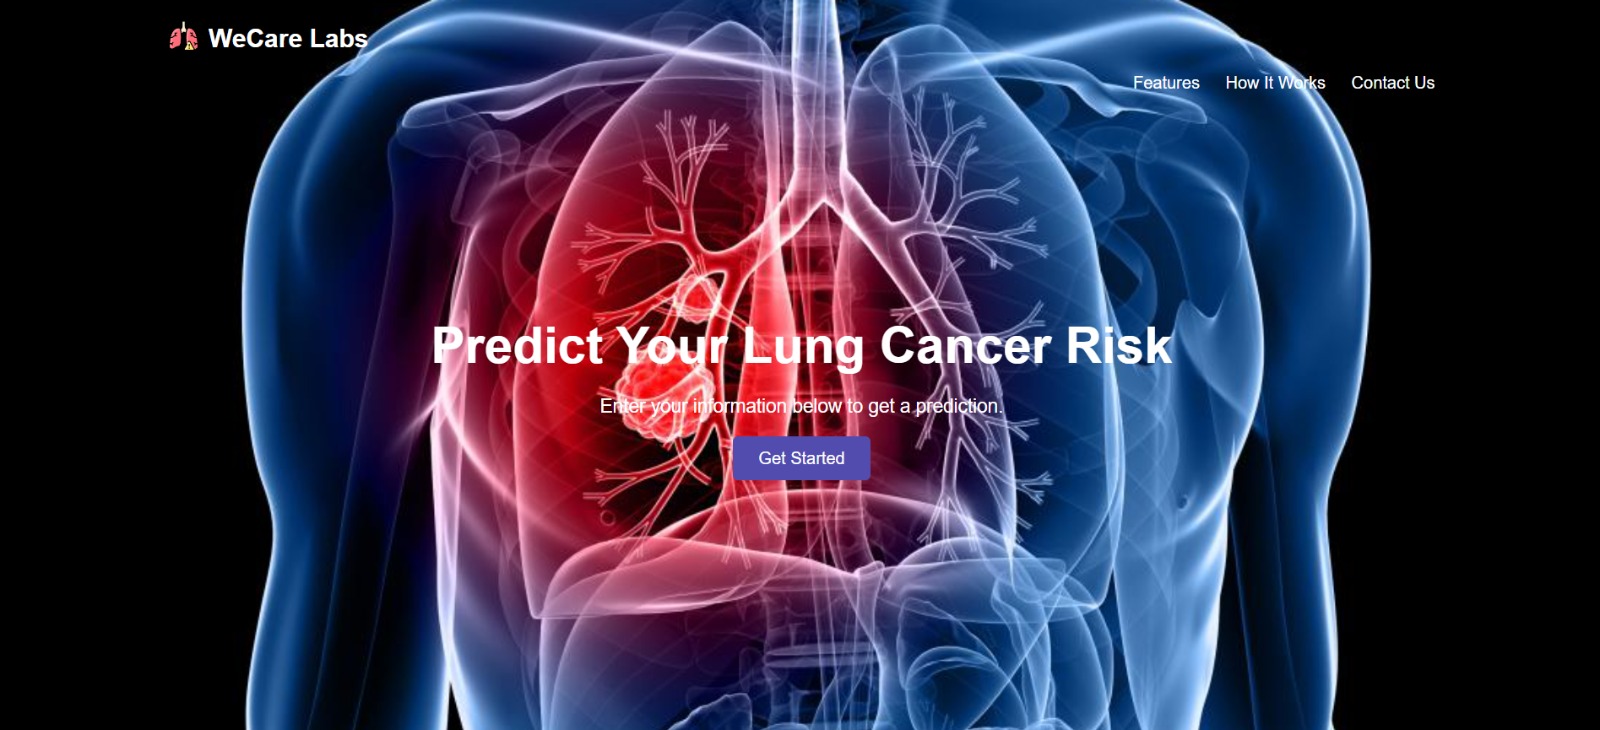 WeCare Labs
Features How It Works Contact Us
Predict Your Lung Cancer Risk
Enter your information below to get a prediction.
Get Started